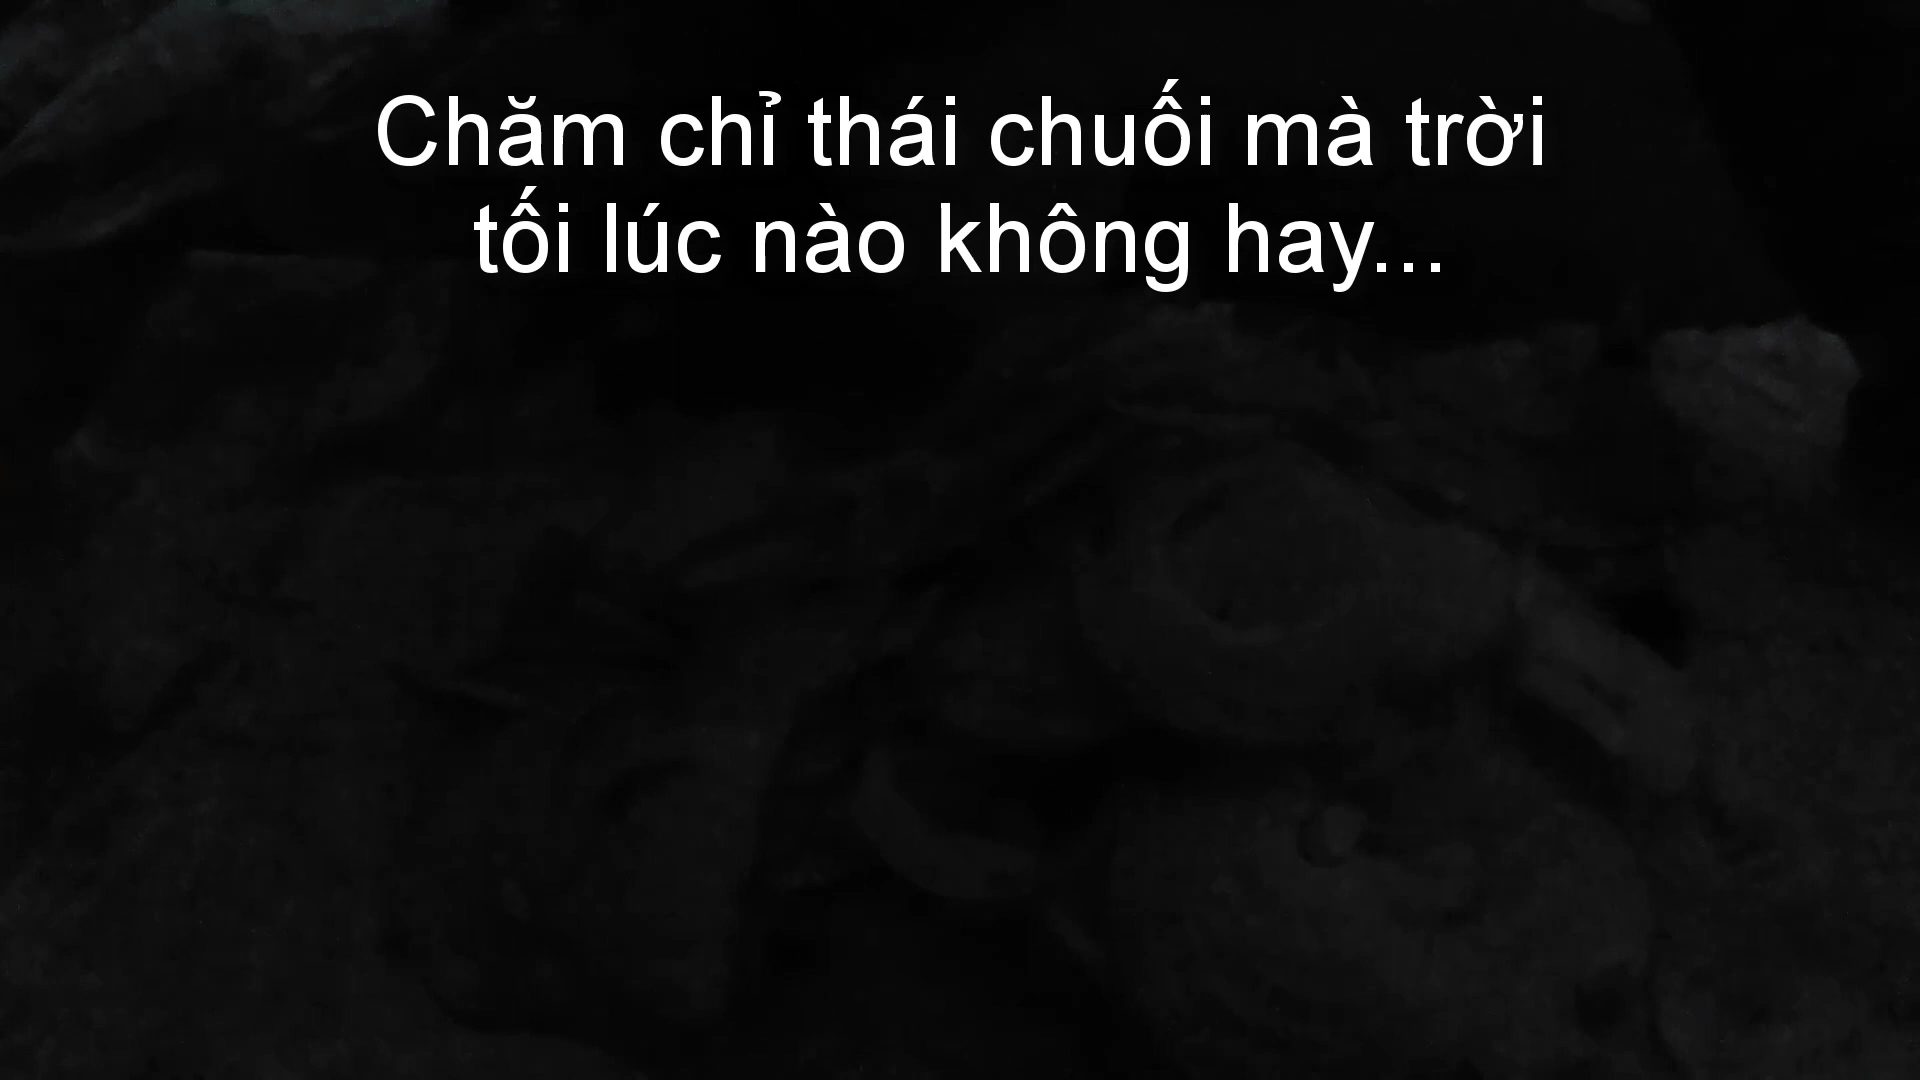 Chăm chỉ thái chuối mà trời
tối lúc nào không hay...